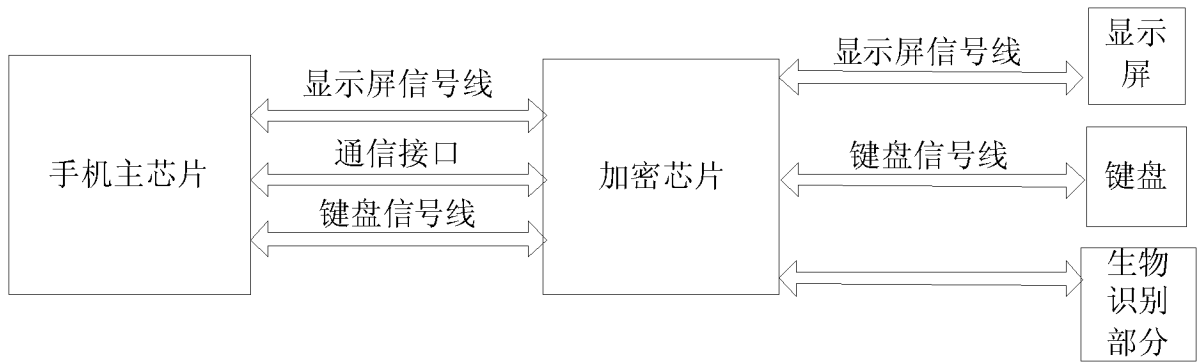 手机主芯片
显示屏信号线
通信接口
键盘信号线
加密芯片
显示屏信号线
键盘信号线
显示
屏
键盘
生物
识别
部分